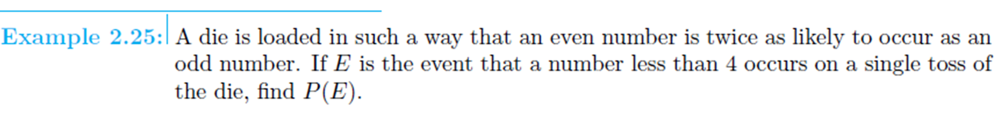 Example 2.25: A die is loaded in such a way that an even number is twice as likely to occur as an
odd number. If E is the event that a number less than 4 occurs on a single toss of
the die, find P(E).